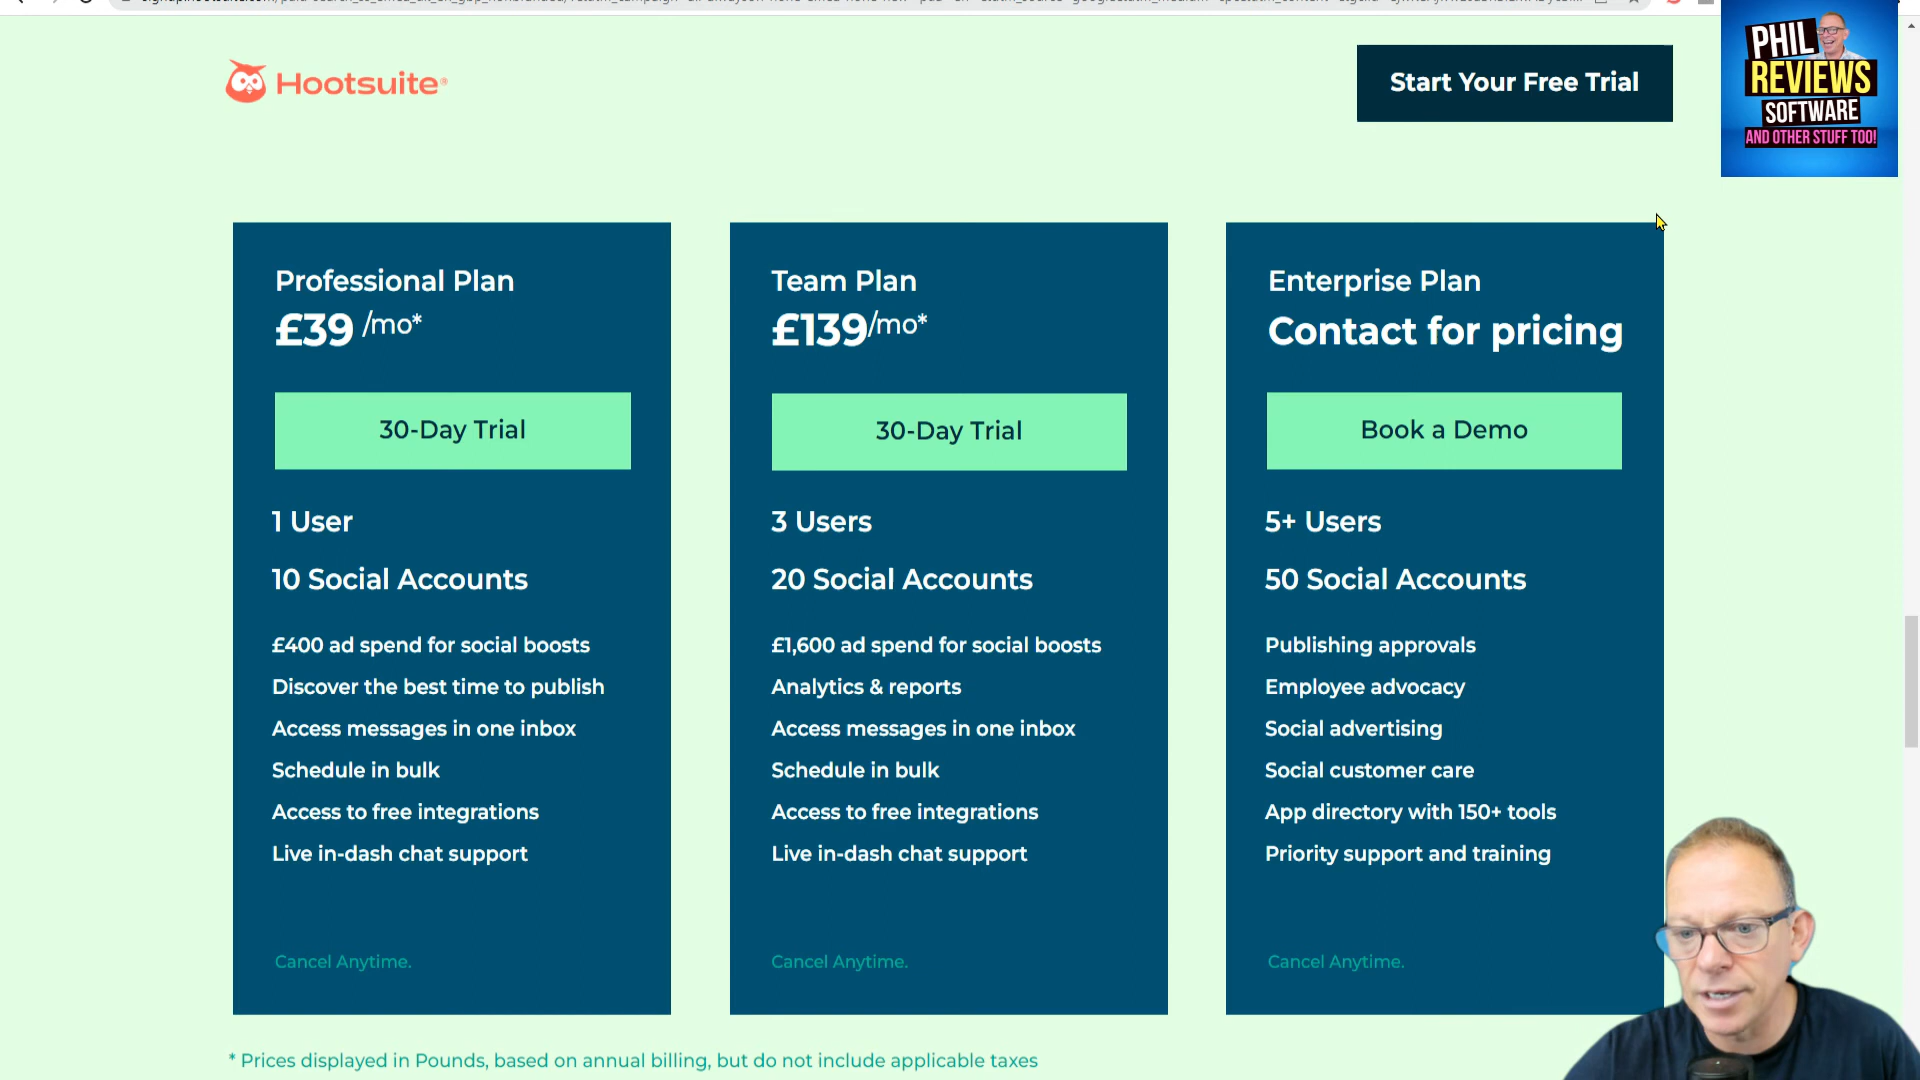 Hootsuite®
Start Your Free Trial
PHIL
REVIEWS
SOFTWARE
AND OTHER STUFF TOO!
Professional Plan
£39 /mo*
30-Day Trial
1 User
10 Social Accounts
£400 ad spend for social boosts
Discover the best time to publish
Access messages in one inbox
Schedule in bulk
Access to free integrations
Live in-dash chat support
Cancel Anytime.
Team Plan
£139/mo*
30-Day Trial
3 Users
20 Social Accounts
£1,600 ad spend for social boosts
Analytics & reports
Access messages in one inbox
Schedule in bulk
Access to free integrations
Live in-dash chat support
Cancel Anytime.
Enterprise Plan
Contact for pricing
Book a Demo
5+ Users
50 Social Accounts
Publishing approvals
Employee advocacy
Social advertising
Social customer care
App directory with 150+ tools
Priority support and training
Cancel Anytime.
* Prices displayed in Pounds, based on annual billing, but do not include applicable taxes